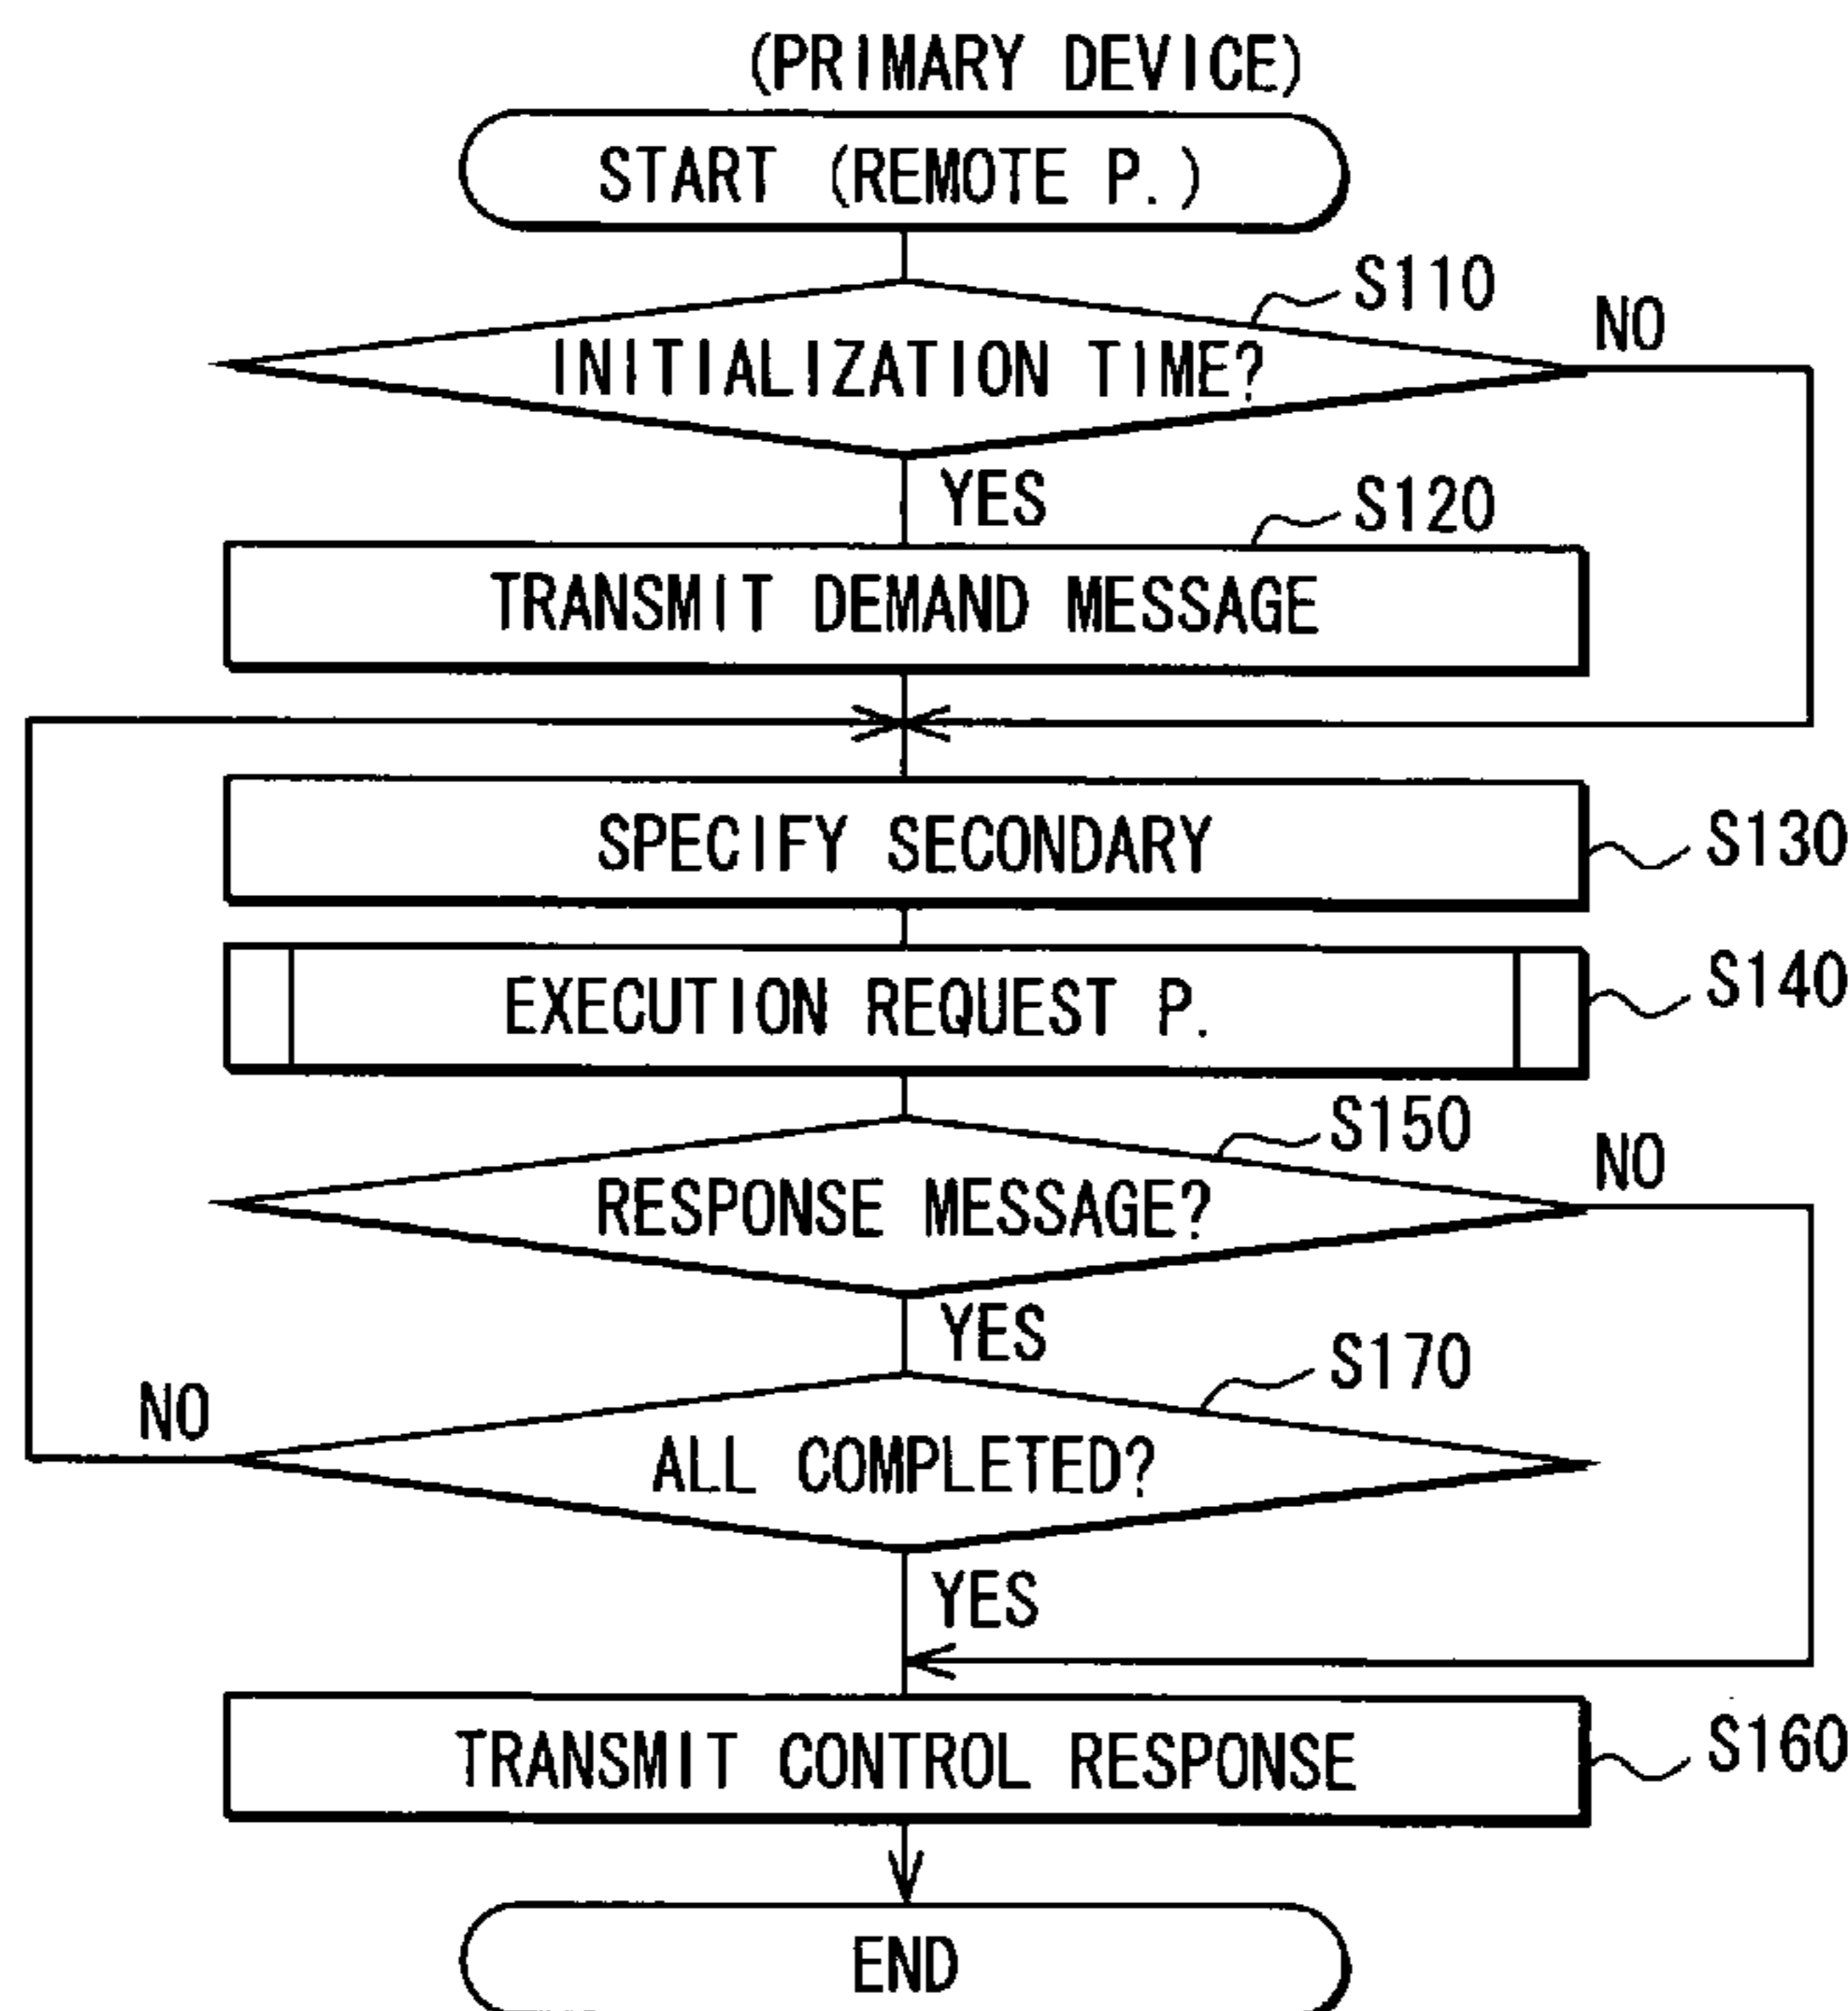 (PRIMARY DEVICE)
START (REMOTE P.)
S110
NO
INITIALIZATION TIME?
YES
S120
TRANSMIT DEMAND MESSAGE
SPECIFY SECONDARY
S130
EXECUTION REQUEST P.
S140
S150
NO
RESPONSE MESSAGE?
YES
S170
NO
ALL COMPLETED?
YES
TRANSMIT CONTROL RESPONSE
S160
END